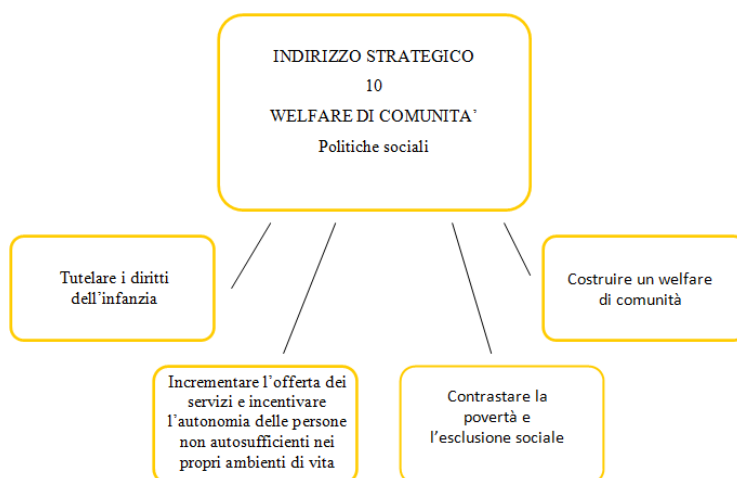 INDIRIZZO STRATEGICO
10
WELFARE DI COMUNITA`
Politiche sociali
Tutelare i diritti
dell’infanzia
Costruire un welfare
di comunità
Incrementare l’offerta dei
servizi e incentivare
l’autonomia delle persone
non autosufficienti nei
propri ambienti di vita
Contrastare la
povertà e
l’esclusione sociale